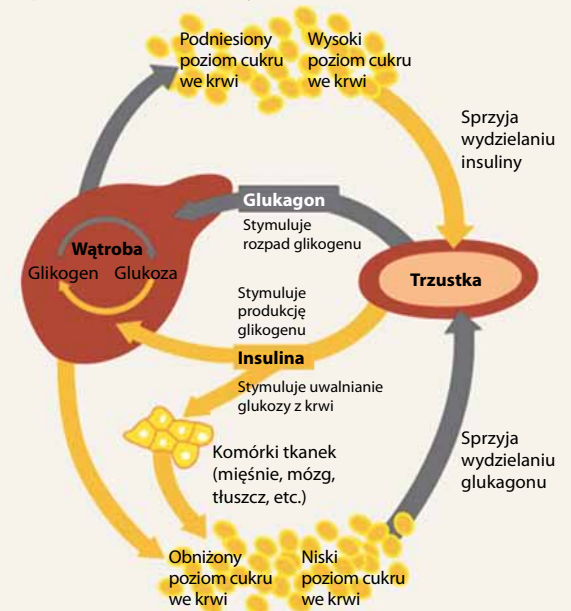 Podniesiony
poziom cukru
we krwi
Wysoki
poziom cukru
we krwi
Sprzyja
wydzielaniu
insuliny
Glukagon
Stymuluje
rozpad glikogenu
Wątroba
Glikogen Glukoza
Trzustka
Stymuluje
produkcję
glikogenu
Insulina
Stymuluje uwalnianie
glukozy z krwi
Komórki tkanek
(mięśnie, mózg,
tłuszcz, etc.)
Sprzyja
wydzielaniu
glukagonu
Obniżony
poziom cukru
we krwi
Niski
poziom cukru
we krwi